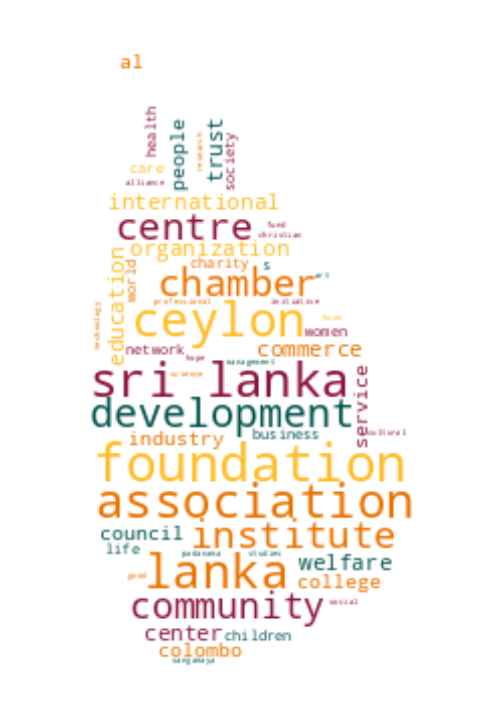 al
health
people
research
trust
society
care
alliance
international
centre
fund
christian
organization
education
world
charity
s
chamber
art
professional
initiative
technology
ceylon
home
women
network
commerce
hope
management
science
sri lanka
service
development
cultural
industry
business
foundation
association
council
institute
life
padanama
studies
welfare
good
lanka
college
community
social
center
children
colombo
sangamaya